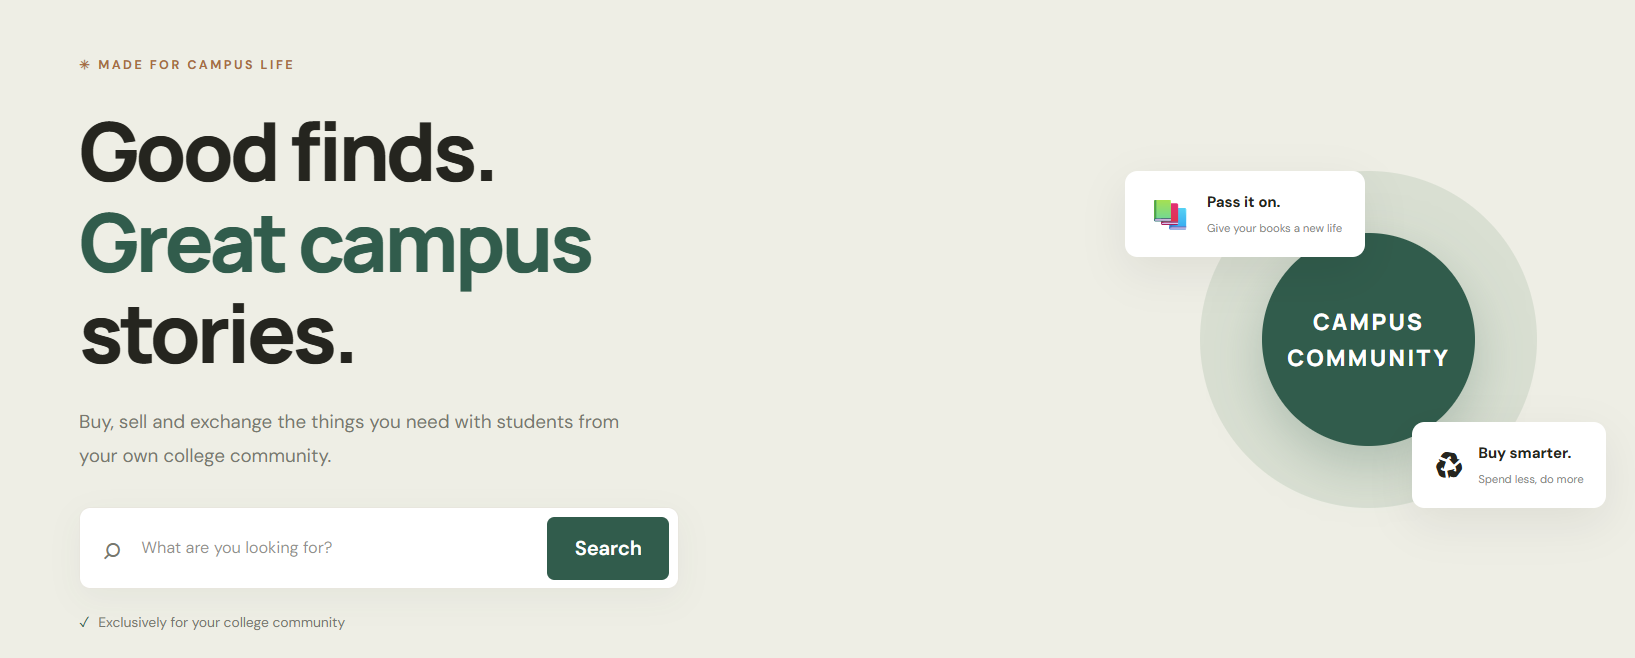 ✳ MADE FOR CAMPUS LIFE
Good finds.
Great campus
stories.
Buy, sell and exchange the things you need with students from
your own college community.
What are you looking for?
Search
✓ Exclusively for your college community
Pass it on.
Give your books a new life
CAMPUS
COMMUNITY
Buy smarter.
Spend less, do more